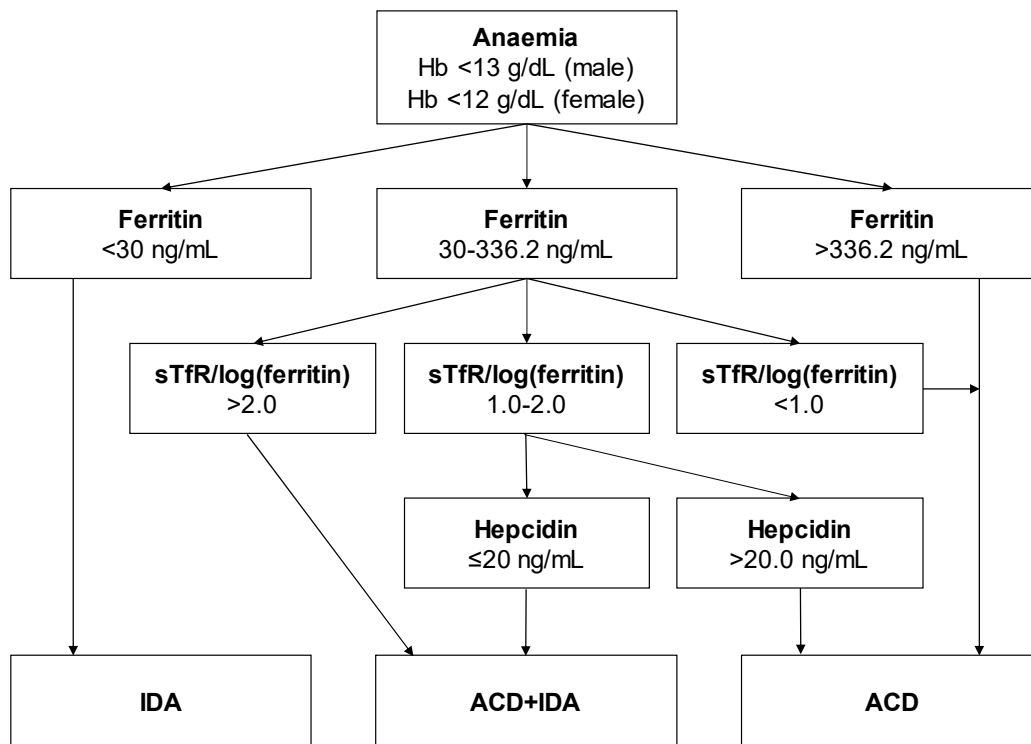 Anaemia
Hb <13 g/dL (male)
Hb <12 g/dL (female)
Ferritin
<30 ng/mL
Ferritin
30-336.2 ng/mL
Ferritin
>336.2 ng/mL
sTfR/log(ferritin)
>2.0
sTfR/log(ferritin)
1.0-2.0
sTfR/log(ferritin)
<1.0
Hepcidin
≤20 ng/mL
Hepcidin
>20.0 ng/mL
IDA
ACD+IDA
ACD